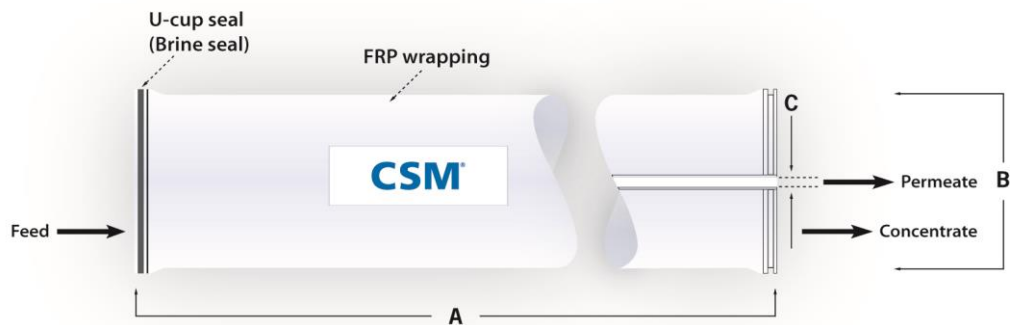 U-cup seal
(Brine seal)
FRP wrapping
C
CSM®
Permeate
B
Feed
Concentrate
A